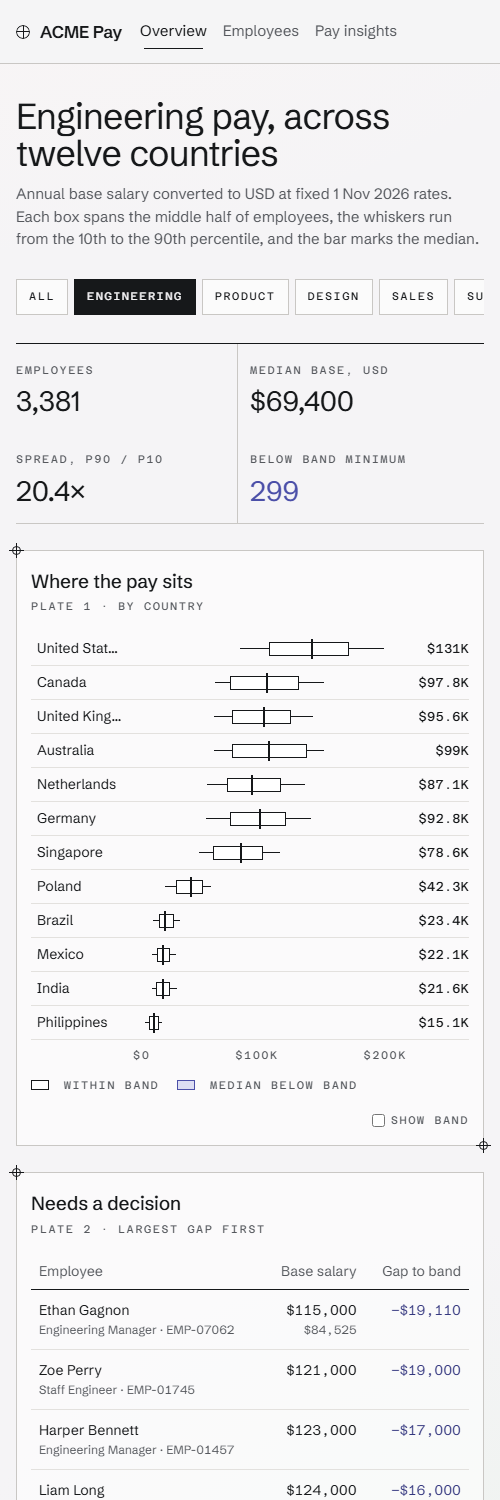 ACME Pay Overview Employees Pay insights
Engineering pay, across
twelve countries
Annual base salary converted to USD at fixed 1 Nov 2026 rates.
Each box spans the middle half of employees, the whiskers run
from the 10th to the 90th percentile, and the bar marks the median.
ALL ENGINEERING PRODUCT DESIGN SALES SU
EMPLOYEES MEDIAN BASE, USD
3,381 $69,400
SPREAD, P90 / P10 BELOW BAND MINIMUM
20.4× 299
Where the pay sits
PLATE 1 · BY COUNTRY
United Stat… $131K
Canada $97.8K
United King… $95.6K
Australia $99K
Netherlands $87.1K
Germany $92.8K
Singapore $78.6K
Poland $42.3K
Brazil $23.4K
Mexico $22.1K
India $21.6K
Philippines $15.1K
$0 $100K $200K
WITHIN BAND MEDIAN BELOW BAND
SHOW BAND
Needs a decision
PLATE 2 · LARGEST GAP FIRST
Employee Base salary Gap to band
Ethan Gagnon $115,000 −$19,110
Engineering Manager · EMP-07062 $84,525
Zoe Perry $121,000 −$19,000
Staff Engineer · EMP-01745
Harper Bennett $123,000 −$17,000
Engineering Manager · EMP-01457
Liam Long $124,000 −$16,000